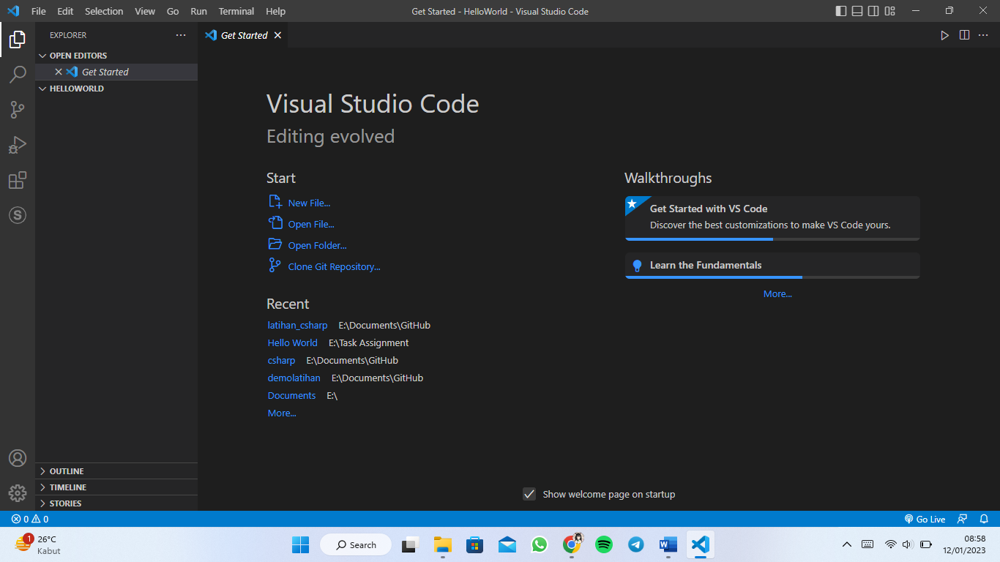 File Edit Selection View Go Run Terminal Help
Get Started - HelloWorld - Visual Studio Code
EXPLORER
OPEN EDITORS
Get Started
HELLOWORLD
OUTLINE
TIMELINE
STORIES
Get Started
Visual Studio Code
Editing evolved
Start
New File...
Open File...
Open Folder...
Clone Git Repository...
Recent
latihan_csharp E:\Documents\GitHub
Hello World E:\Task Assignment
csharp E:\Documents\GitHub
demolatihan E:\Documents\GitHub
Documents E:\
More...
Walkthroughs
Get Started with VS Code
Discover the best customizations to make VS Code yours.
Learn the Fundamentals
More...
Show welcome page on startup
0 0
Go Live
1
26°C
Kabut
Search
08:58
12/01/2023